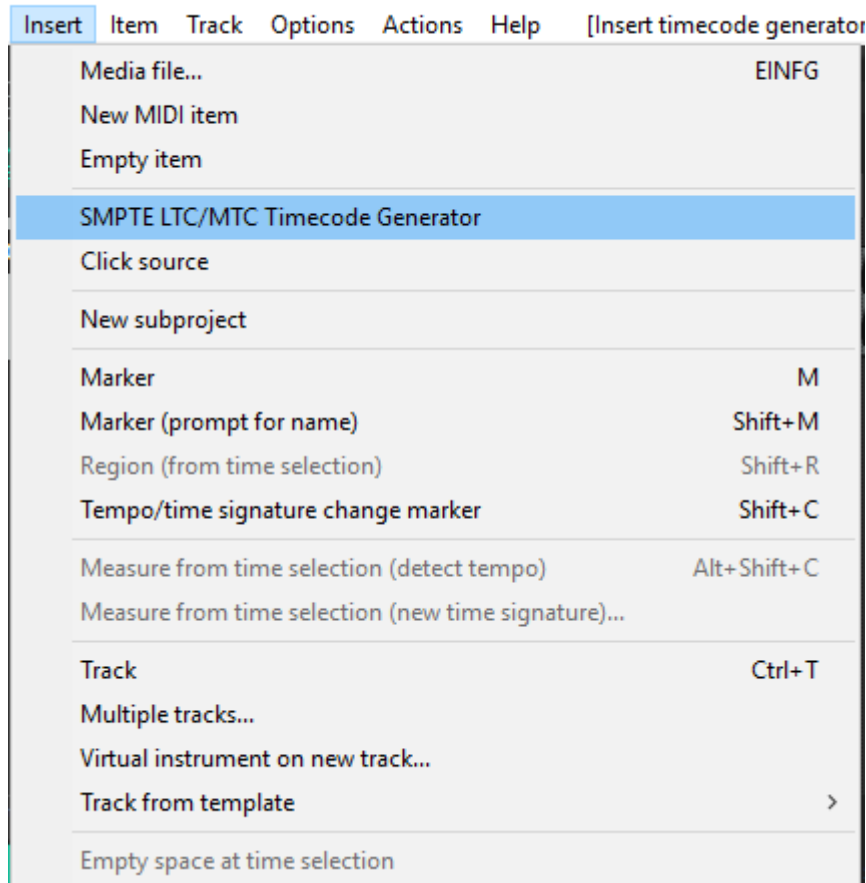 Insert Item Track Options Actions Help [Insert timecode generator
Media file... EINFG
New MIDI item
Empty item
SMPTE LTC/MTC Timecode Generator
Click source
New subproject
Marker M
Marker (prompt for name) Shift+M
Region (from time selection) Shift+R
Tempo/time signature change marker Shift+C
Measure from time selection (detect tempo) Alt+Shift+C
Measure from time selection (new time signature)...
Track Ctrl+T
Multiple tracks...
Virtual instrument on new track...
Track from template
Empty space at time selection